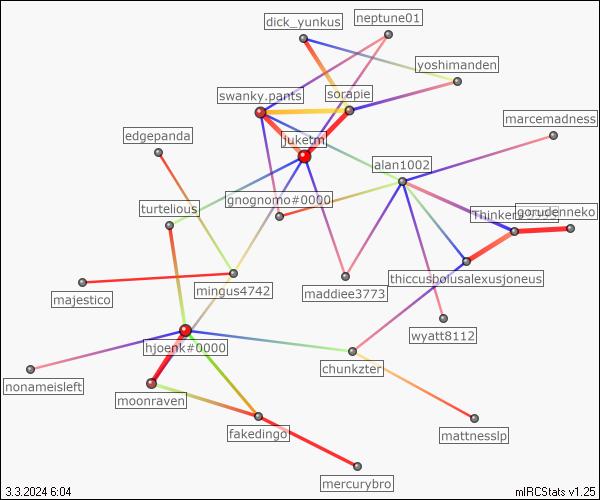 dick_yunkus
neptune01
yoshimanden
swanky.pants
sorapie
marcemadness
edgepanda
juketm
alan1002
turtelious
gnognomo#0000
gorudenneko
thiccusbolusalexusjoneus
majestico
mingus4742
maddiee3773
wyatt8112
hjoenk#0000
chunkzter
nonameisleft
moonraven
fakedingo
mattnesslp
mercurybro
3.3.2024 6:04
mIRCStats v1.25